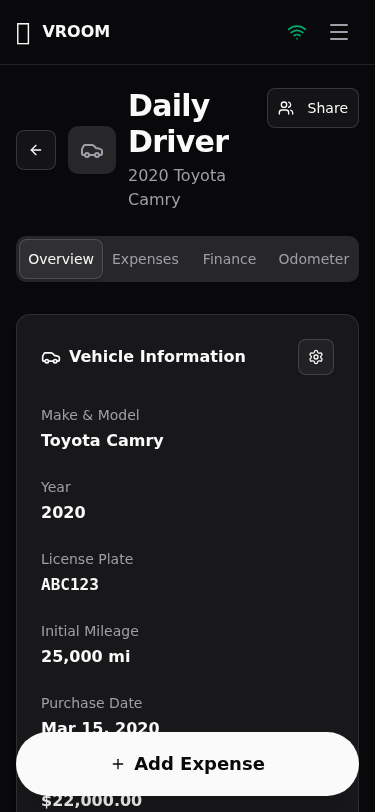 VROOM
Daily
Driver
2020 Toyota
Camry
Share
Overview
Expenses
Finance
Odometer
Vehicle Information
Make & Model
Toyota Camry
Year
2020
License Plate
ABC123
Initial Mileage
25,000 mi
Purchase Date
Mar 15, 2020
+ Add Expense
$22,000.00